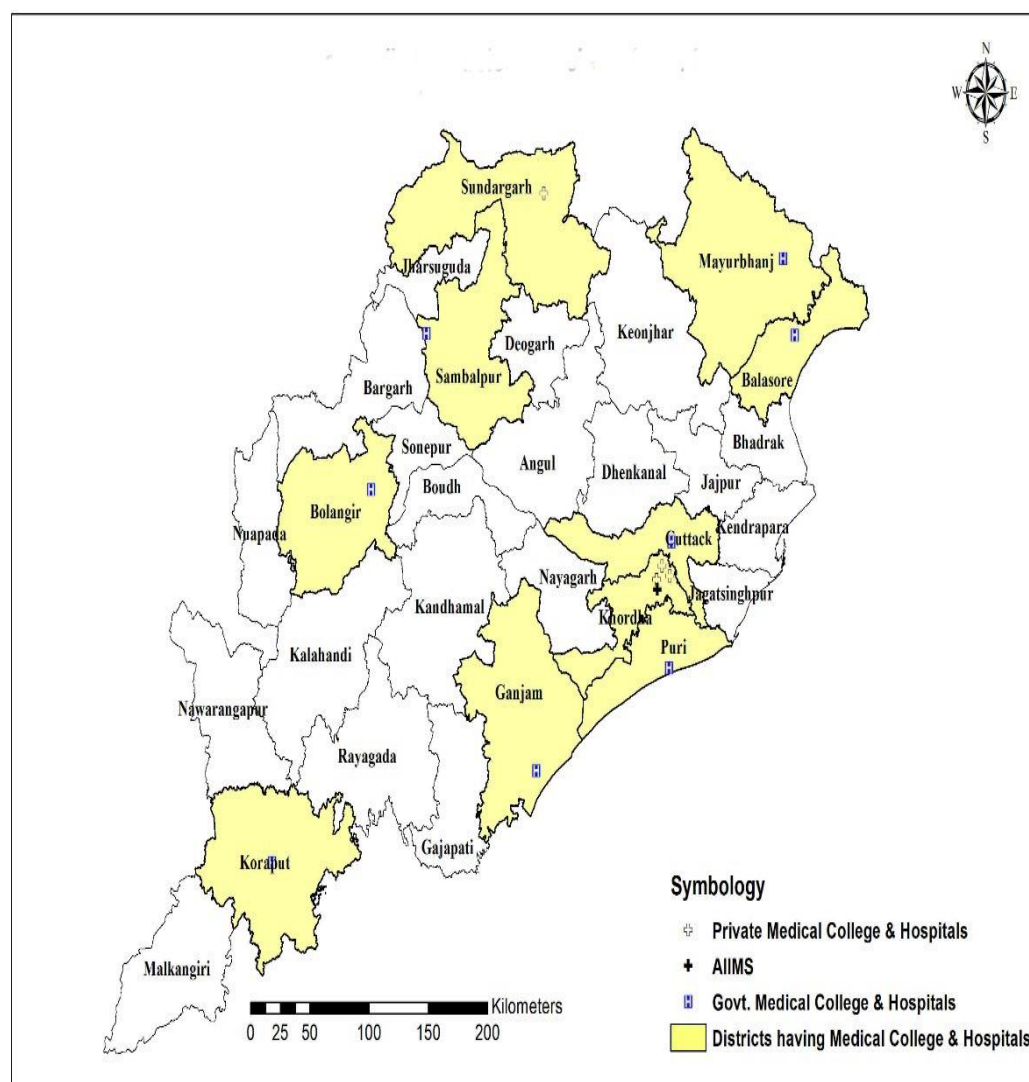 N
W E
S
Sundargarh
Jharsuguda
Mayurbhanj
Keonjhar
Deogarh
Sambalpur
Balasore
Bargarh
Bhadrak
Sonepur
Angul
Dhenkanal
Jajpur
Boudh
Bolangir
Kendrapara
Nuapada
Cuttack
Nayagarh
Jagatsinghpur
Kandhamal
Khordha
Puri
Kalahandi
Ganjam
Nawarangapur
Rayagada
Gajapati
Koraput
Malkangiri
Symbology
Private Medical College & Hospitals
AIIMS
H Govt. Medical College & Hospitals
Districts having Medical College & Hospitals
Kilometers
0 25 50 100 150 200
H
H
H
H
H
H
H
H